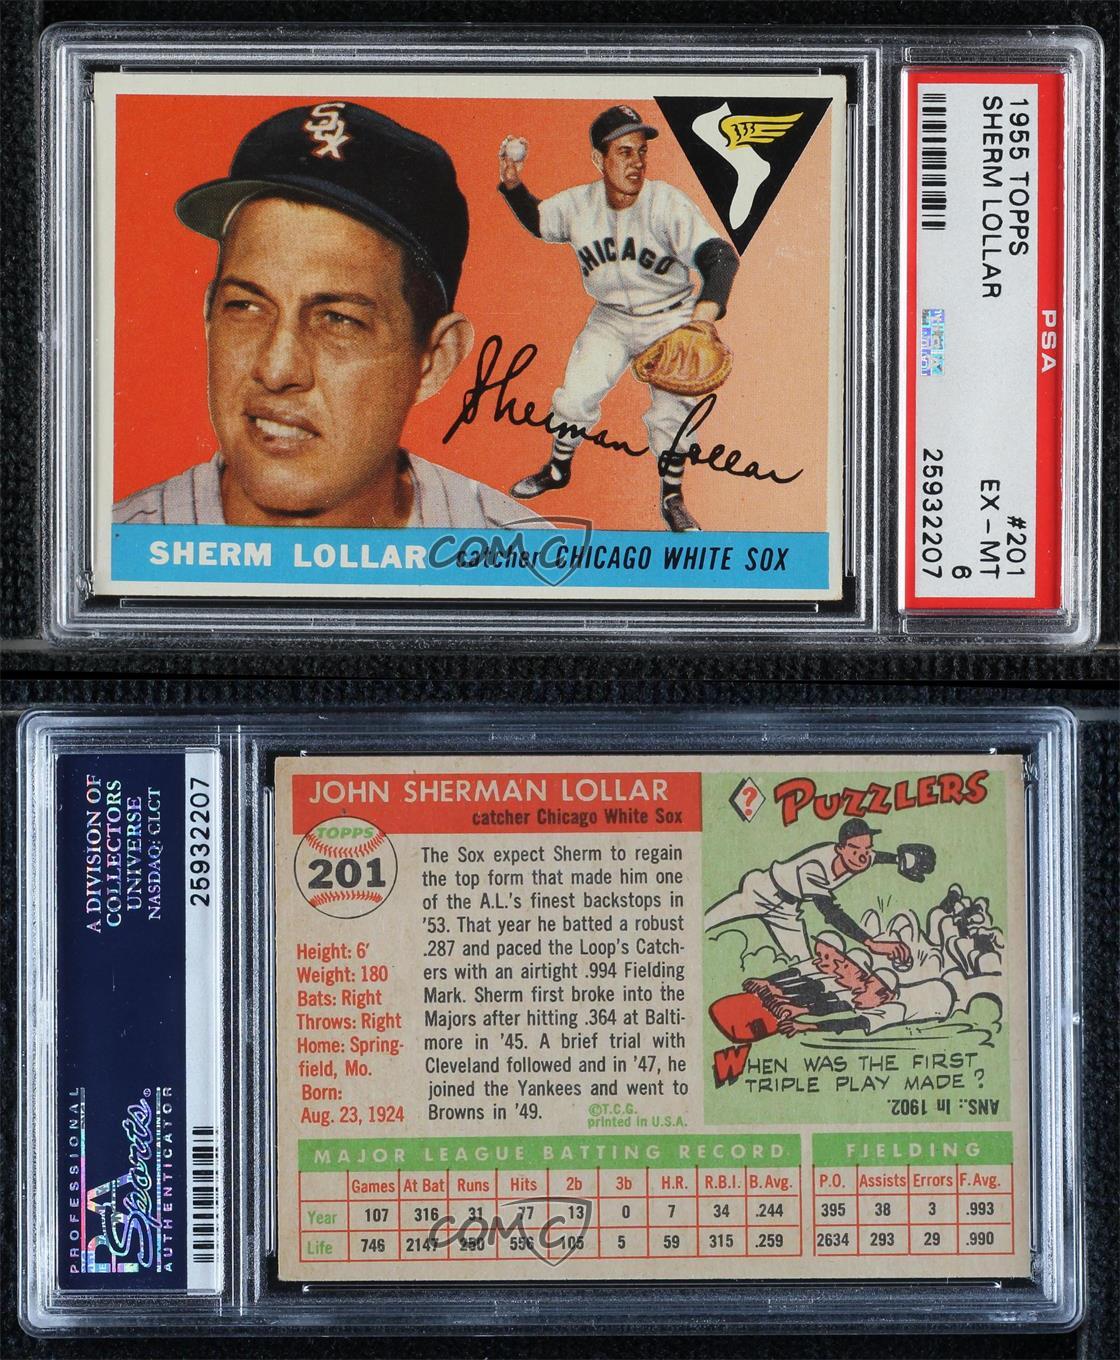 SOX
CHICAGO
Sherman Lollar
SHERM LOLLAR catcher CHICAGO WHITE SOX
COMC
1955 TOPPS #201
SHERM LOLLAR EX-MT
6
25932207
PSA
A DIVISION OF
COLLECTORS
UNIVERSE
NASDAQ: CLCT
25932207
PROFESSIONAL
PSA
Sports®
AUTHENTICATOR
JOHN SHERMAN LOLLAR
catcher Chicago White Sox
TOPPS
201
Height: 6'
Weight: 180
Bats: Right
Throws: Right
Home: Spring-
field, Mo.
Born:
Aug. 23, 1924
The Sox expect Sherm to regain
the top form that made him one
of the A.L.'s finest backstops in
'53. That year he batted a robust
.287 and paced the Loop's Catch-
ers with an airtight .994 Fielding
Mark. Sherm first broke into the
Majors after hitting .364 at Balti-
more in '45. A brief trial with
Cleveland followed and in '47, he
joined the Yankees and went to
Browns in '49.
©T.C.G.
printed in U.S.A.
? PUZZLERS
WHEN WAS THE FIRST
TRIPLE PLAY MADE?
ANS.: In 1902.
MAJOR LEAGUE BATTING RECORD
Games At Bat Runs Hits 2b 3b H.R. R.B.I. B. Avg.
Year 107 316 31 77 13 0 7 34 .244
Life 746 2147 250 556 105 5 59 315 .259
FIELDING
P.O. Assists Errors F. Avg.
395 38 3 .993
2634 293 29 .990
COMC